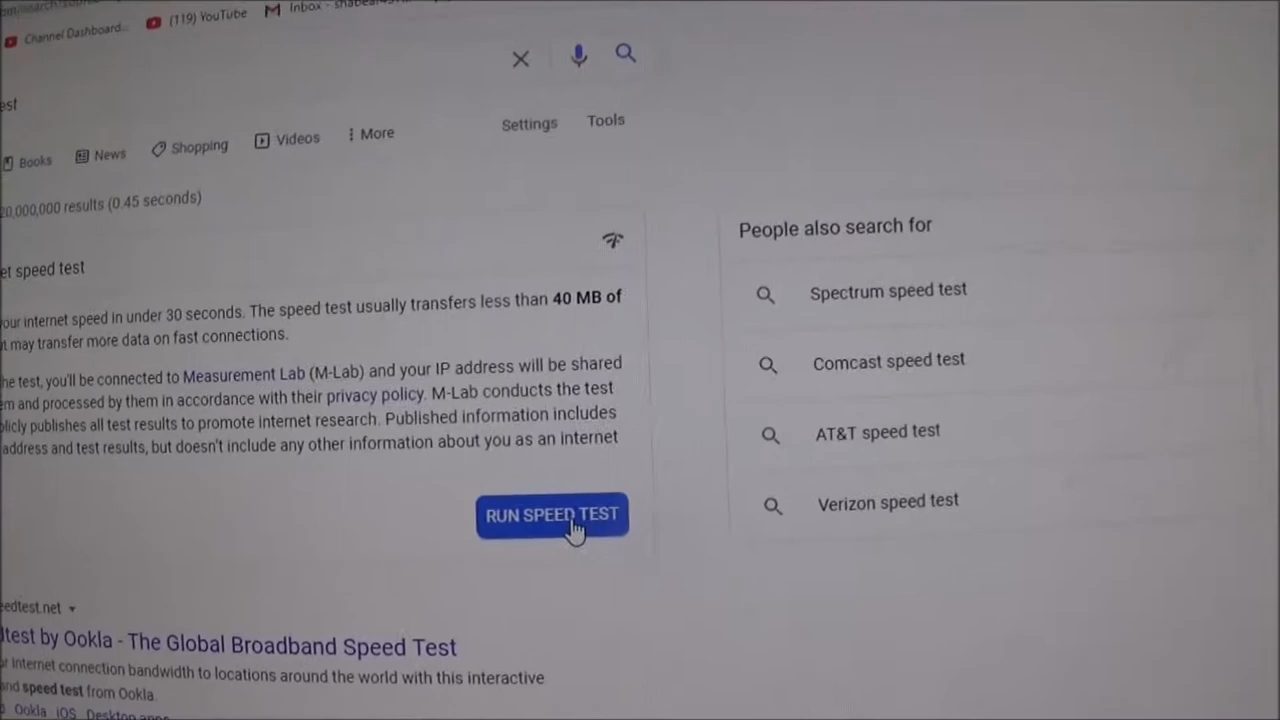 Channel Dashboard...
(119) YouTube
Inbox -
Settings
Tools
Books
News
Shopping
Videos
More
20,000,000 results (0.45 seconds)
et speed test
your internet speed in under 30 seconds. The speed test usually transfers less than 40 MB of
it may transfer more data on fast connections.
he test, you'll be connected to Measurement Lab (M-Lab) and your IP address will be shared
em and processed by them in accordance with their privacy policy. M-Lab conducts the test
blicly publishes all test results to promote internet research. Published information includes
address and test results, but doesn't include any other information about you as an internet
RUN SPEED TEST
People also search for
Spectrum speed test
Comcast speed test
AT&T speed test
Verizon speed test
eedtest.net
dtest by Ookla - The Global Broadband Speed Test
or Internet connection bandwidth to locations around the world with this interactive
and speed test from Ookla.
Ookla iOS Desktop apps